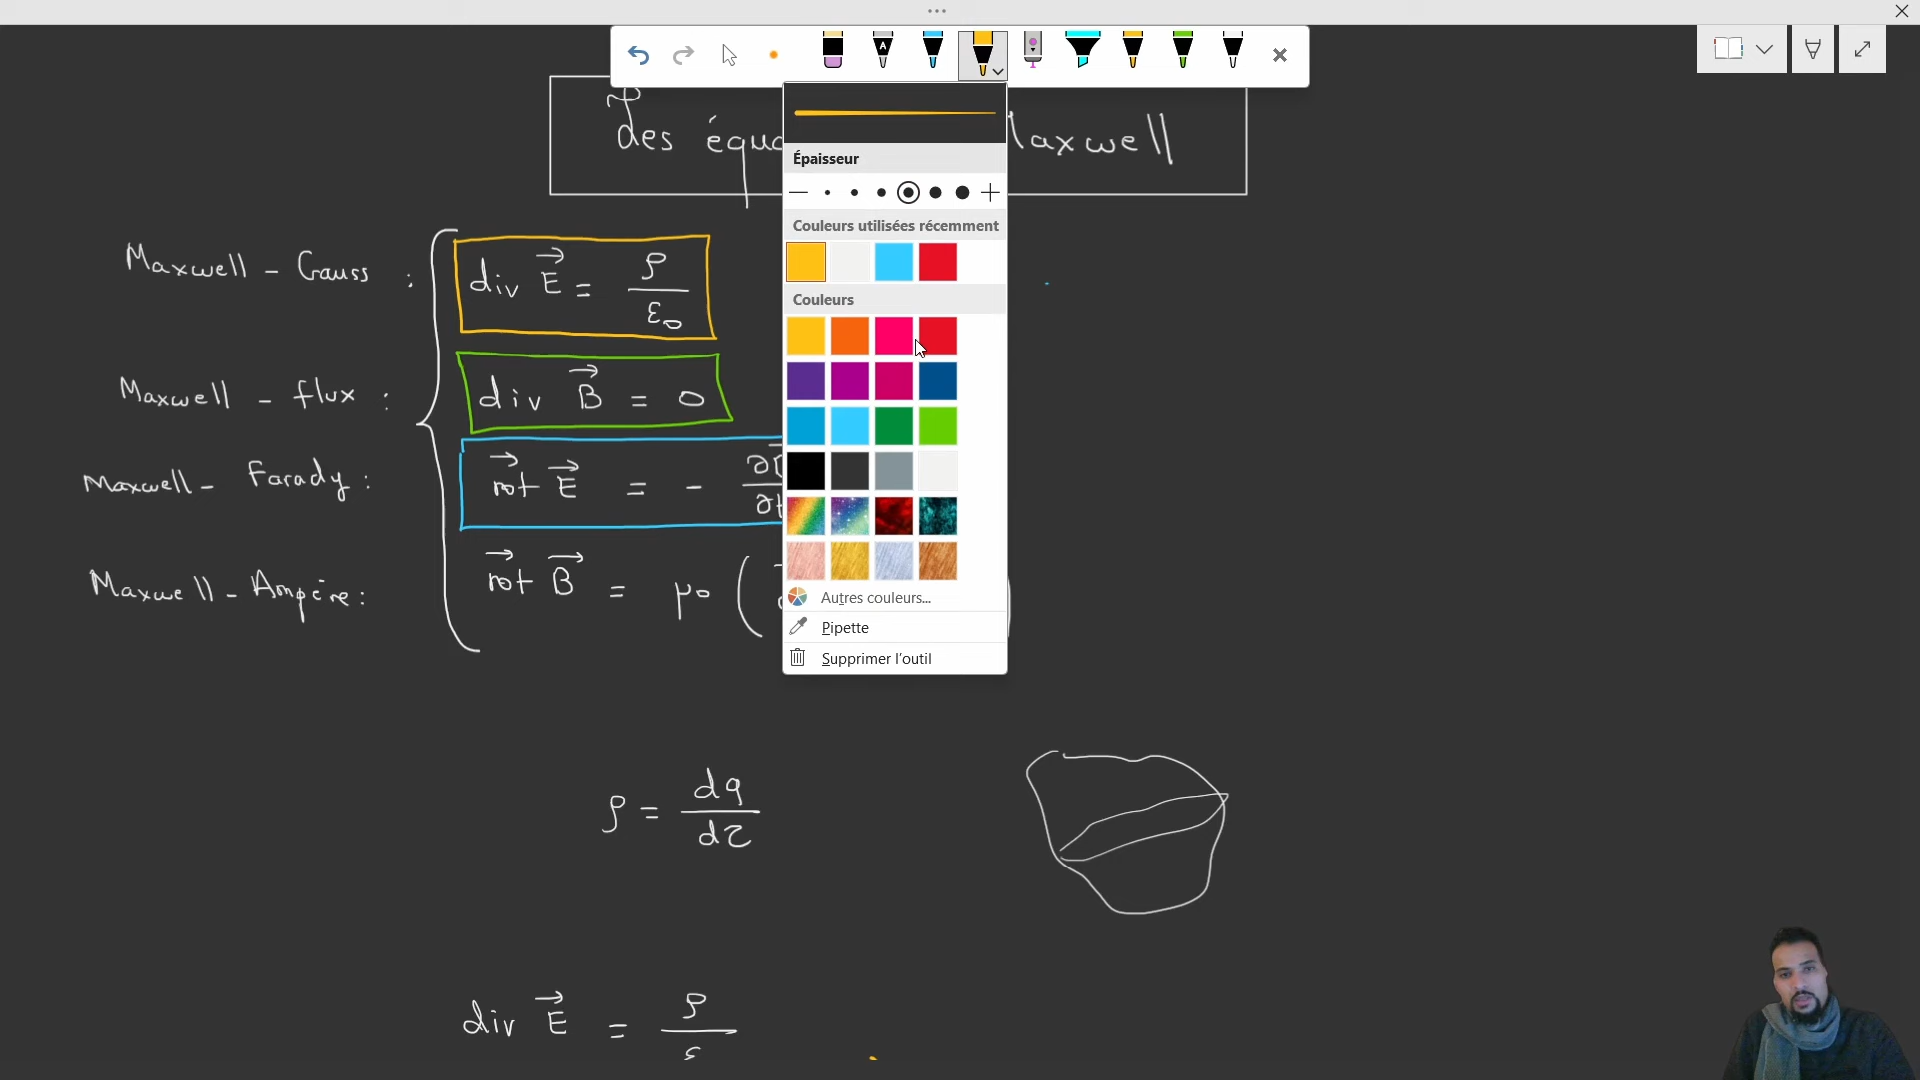 des équa Maxwell
Épaisseur
Couleurs utilisées récemment
Couleurs
Autres couleurs...
Pipette
Supprimer l'outil
Maxwell - Gauss : div E = ρ / ε0
Maxwell - flux : div B = 0
Maxwell - Farady : rot E = - ∂ / ∂t
Maxwell - Ampère : rot B = μ0 (
ρ = dq / dτ
div E = ρ
A